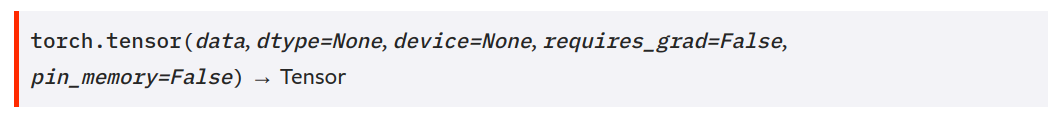 torch.tensor(data, dtype=None, device=None, requires_grad=False,
pin_memory=False) → Tensor